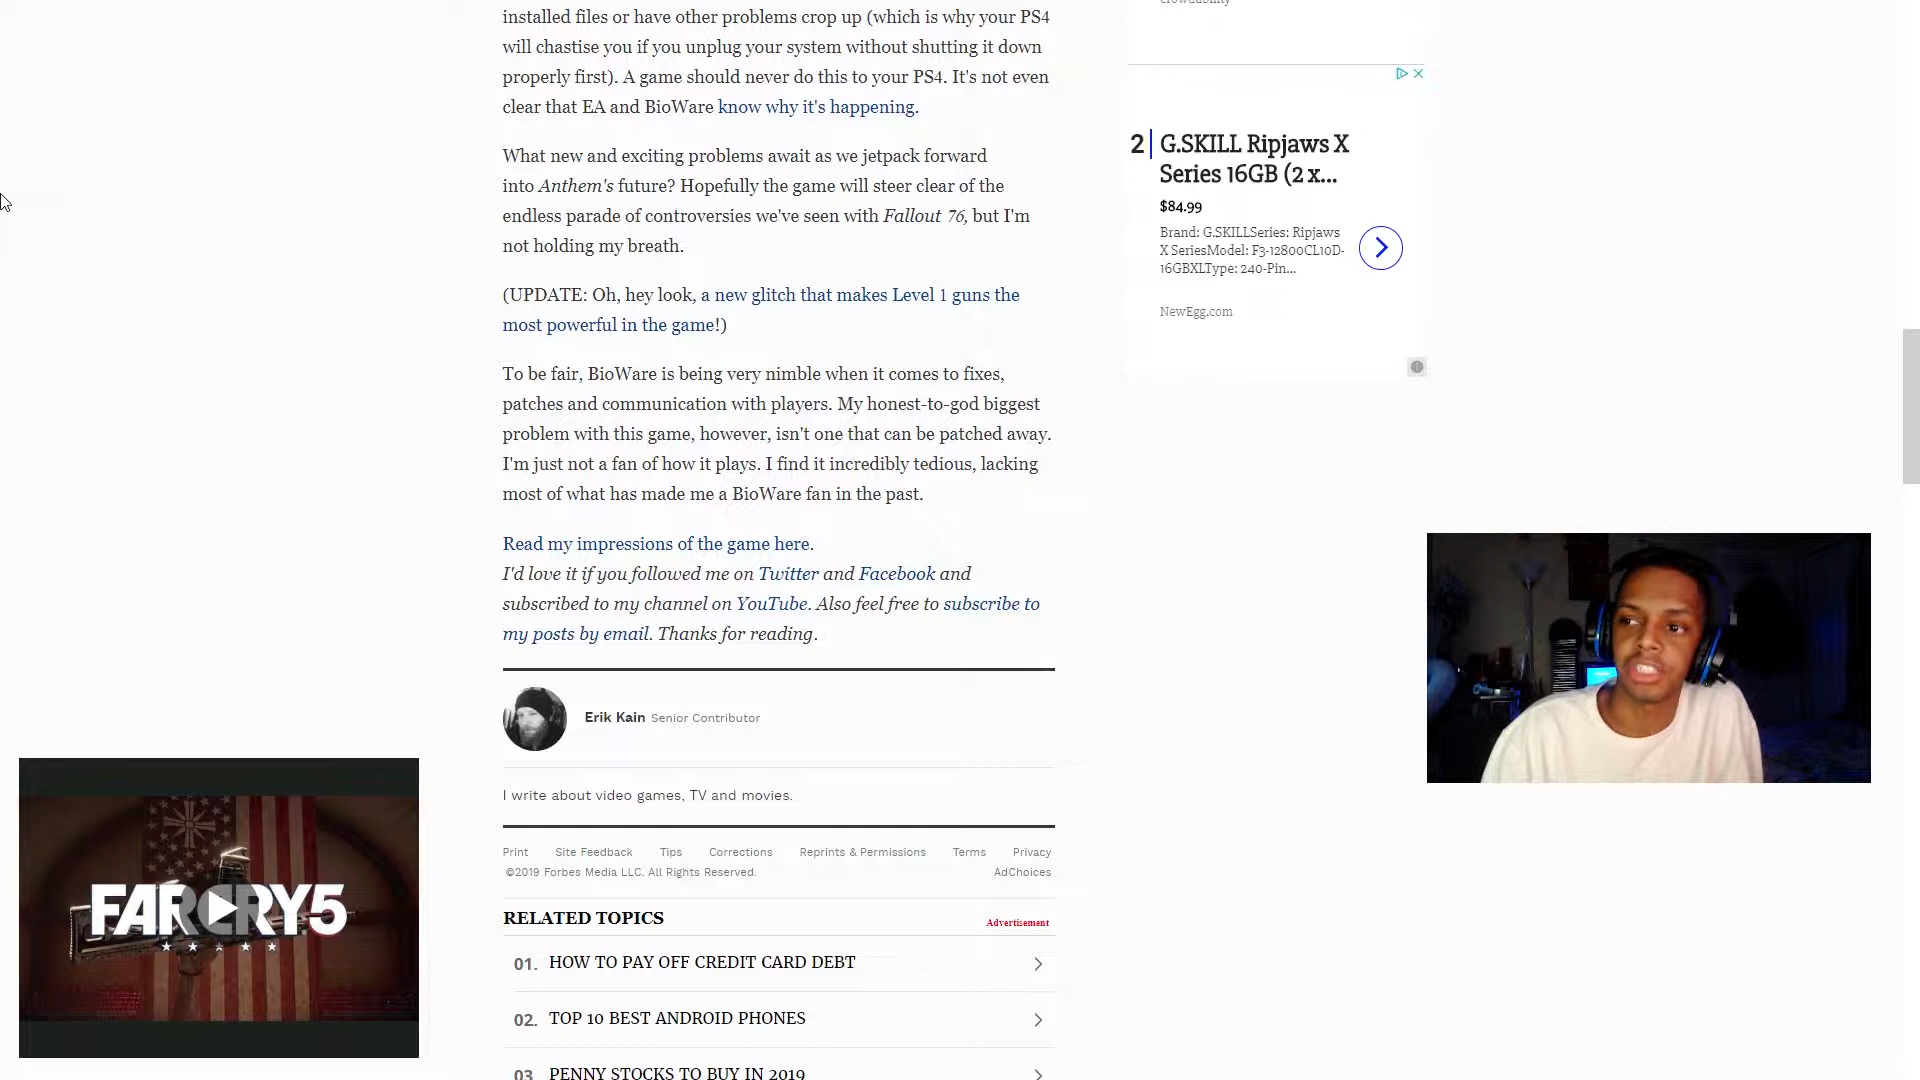 installed files or have other problems crop up (which is why your PS4
will chastise you if you unplug your system without shutting it down
properly first). A game should never do this to your PS4. It's not even
clear that EA and BioWare know why it's happening.
What new and exciting problems await as we jetpack forward
into Anthem's future? Hopefully the game will steer clear of the
endless parade of controversies we've seen with Fallout 76, but I'm
not holding my breath.
(UPDATE: Oh, hey look, a new glitch that makes Level 1 guns the
most powerful in the game!)
To be fair, BioWare is being very nimble when it comes to fixes,
patches and communication with players. My honest-to-god biggest
problem with this game, however, isn't one that can be patched away.
I'm just not a fan of how it plays. I find it incredibly tedious, lacking
most of what has made me a BioWare fan in the past.
Read my impressions of the game here.
I'd love it if you followed me on Twitter and Facebook and
subscribed to my channel on YouTube. Also feel free to subscribe to
my posts by email. Thanks for reading.
Erik Kain Senior Contributor
I write about video games, TV and movies.
Print Site Feedback Tips Corrections Reprints & Permissions Terms Privacy
©2019 Forbes Media LLC. All Rights Reserved. AdChoices
RELATED TOPICS
Advertisement
01. HOW TO PAY OFF CREDIT CARD DEBT
02. TOP 10 BEST ANDROID PHONES
03. PENNY STOCKS TO BUY IN 2019
2 G.SKILL Ripjaws X
Series 16GB (2 x...
$84.99
Brand: G.SKILLSeries: Ripjaws
X SeriesModel: F3-12800CL10D-
16GBXLType: 240-Pin...
NewEgg.com
FARCRY5